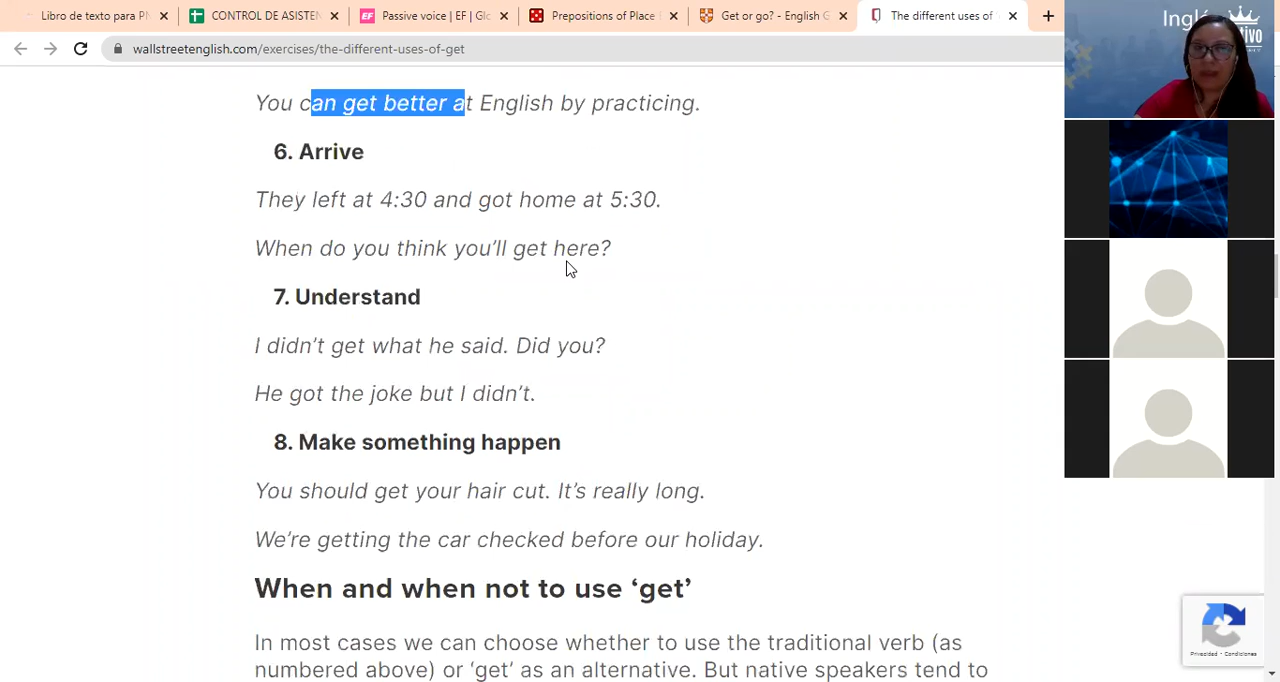 Libro de texto para PN
CONTROL DE ASISTEN
EF Passive voice | EF | Glo
Prepositions of Place |
Get or go? - English G
The different uses of
wallstreetenglish.com/exercises/the-different-uses-of-get
Inglé
tivo
You can get better at English by practicing.
6. Arrive
They left at 4:30 and got home at 5:30.
When do you think you'll get here?
7. Understand
I didn't get what he said. Did you?
He got the joke but I didn't.
8. Make something happen
You should get your hair cut. It's really long.
We're getting the car checked before our holiday.
When and when not to use ‘get’
In most cases we can choose whether to use the traditional verb (as
numbered above) or ‘get’ as an alternative. But native speakers tend to
Privacidad - Condiciones